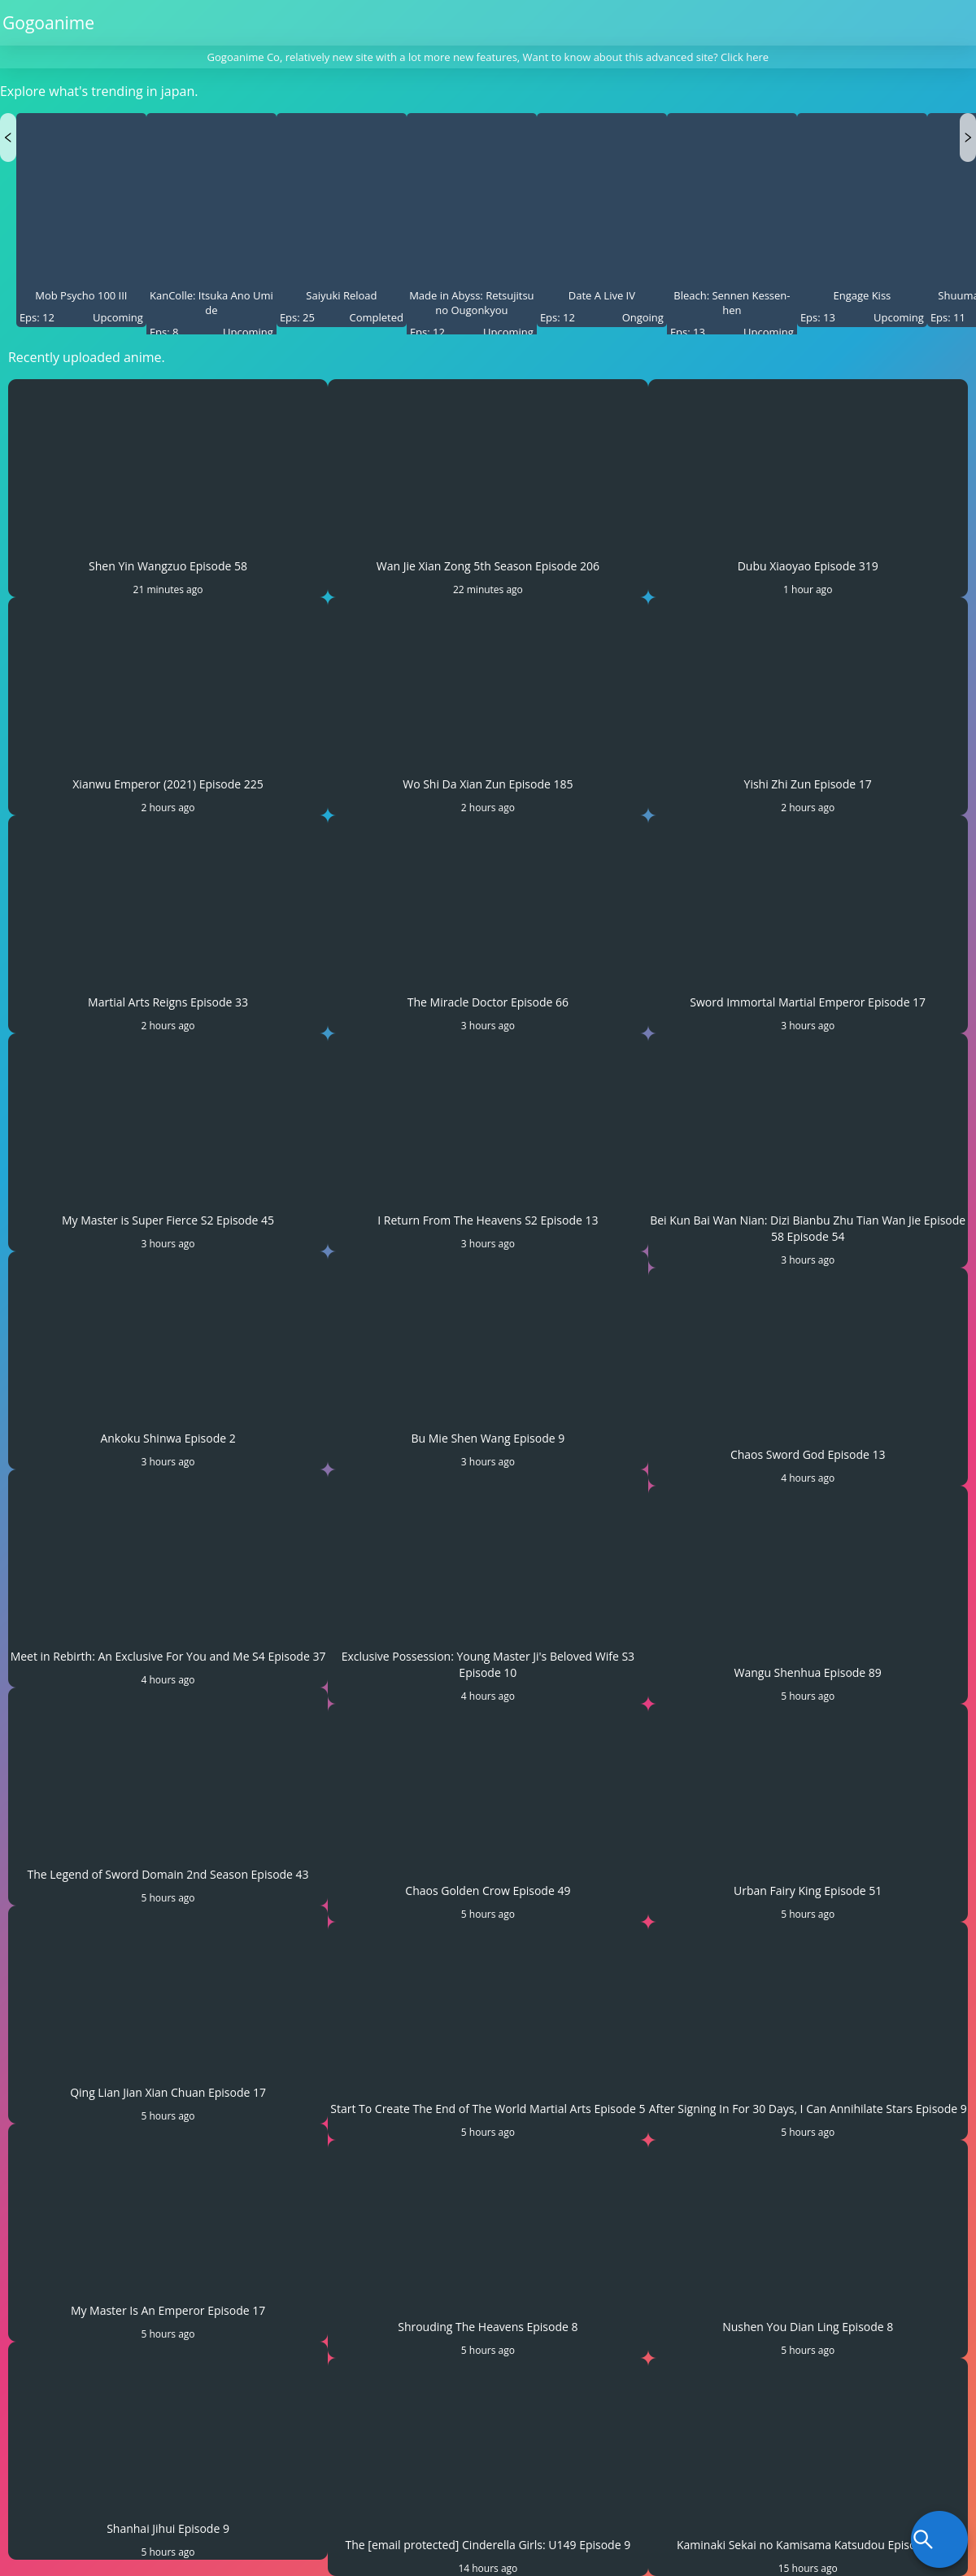 Gogoanime
Gogoanime Co, relatively new site with a lot more new features, Want to know about this advanced site? Click here
Explore what's trending in japan.
Mob Psycho 100 III
Eps: 12 Upcoming
KanColle: Itsuka Ano Umi
de
Eps: 8 Upcoming
Saiyuki Reload
Eps: 25 Completed
Made in Abyss: Retsujitsu
no Ougonkyou
Eps: 12 Upcoming
Date A Live IV
Eps: 12 Ongoing
Bleach: Sennen Kessen-
hen
Eps: 13 Upcoming
Engage Kiss
Eps: 13 Upcoming
Eps: 11
Recently uploaded anime.
Shen Yin Wangzuo Episode 58
21 minutes ago
Wan Jie Xian Zong 5th Season Episode 206
22 minutes ago
Dubu Xiaoyao Episode 319
1 hour ago
Xianwu Emperor (2021) Episode 225
2 hours ago
Wo Shi Da Xian Zun Episode 185
2 hours ago
Yishi Zhi Zun Episode 17
2 hours ago
Martial Arts Reigns Episode 33
2 hours ago
The Miracle Doctor Episode 66
3 hours ago
Sword Immortal Martial Emperor Episode 17
3 hours ago
My Master is Super Fierce S2 Episode 45
3 hours ago
I Return From The Heavens S2 Episode 13
3 hours ago
Bei Kun Bai Wan Nian: Dizi Bianbu Zhu Tian Wan Jie Episode
58 Episode 54
3 hours ago
Ankoku Shinwa Episode 2
3 hours ago
Bu Mie Shen Wang Episode 9
3 hours ago
Chaos Sword God Episode 13
4 hours ago
Meet in Rebirth: An Exclusive For You and Me S4 Episode 37
4 hours ago
Exclusive Possession: Young Master Ji's Beloved Wife S3
Episode 10
4 hours ago
Wangu Shenhua Episode 89
5 hours ago
The Legend of Sword Domain 2nd Season Episode 43
5 hours ago
Chaos Golden Crow Episode 49
5 hours ago
Urban Fairy King Episode 51
5 hours ago
Qing Lian Jian Xian Chuan Episode 17
5 hours ago
Start To Create The End of The World Martial Arts Episode 5
5 hours ago
After Signing In For 30 Days, I Can Annihilate Stars Episode 9
5 hours ago
My Master Is An Emperor Episode 17
5 hours ago
Shrouding The Heavens Episode 8
5 hours ago
Nushen You Dian Ling Episode 8
5 hours ago
Shanhai Jihui Episode 9
5 hours ago
The [email protected] Cinderella Girls: U149 Episode 9
14 hours ago
Kaminaki Sekai no Kamisama Katsudou
15 hours ago